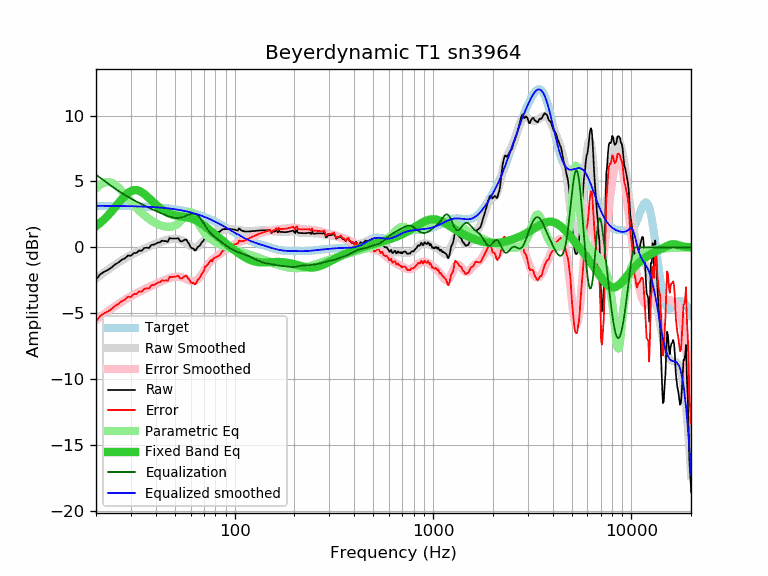 Beyerdynamic T1 sn3964
Amplitude (dBr)
10
5
0
−5
−10
−15
−20
Target
Raw Smoothed
Error Smoothed
Raw
Error
Parametric Eq
Fixed Band Eq
Equalization
Equalized smoothed
100
1000
10000
Frequency (Hz)